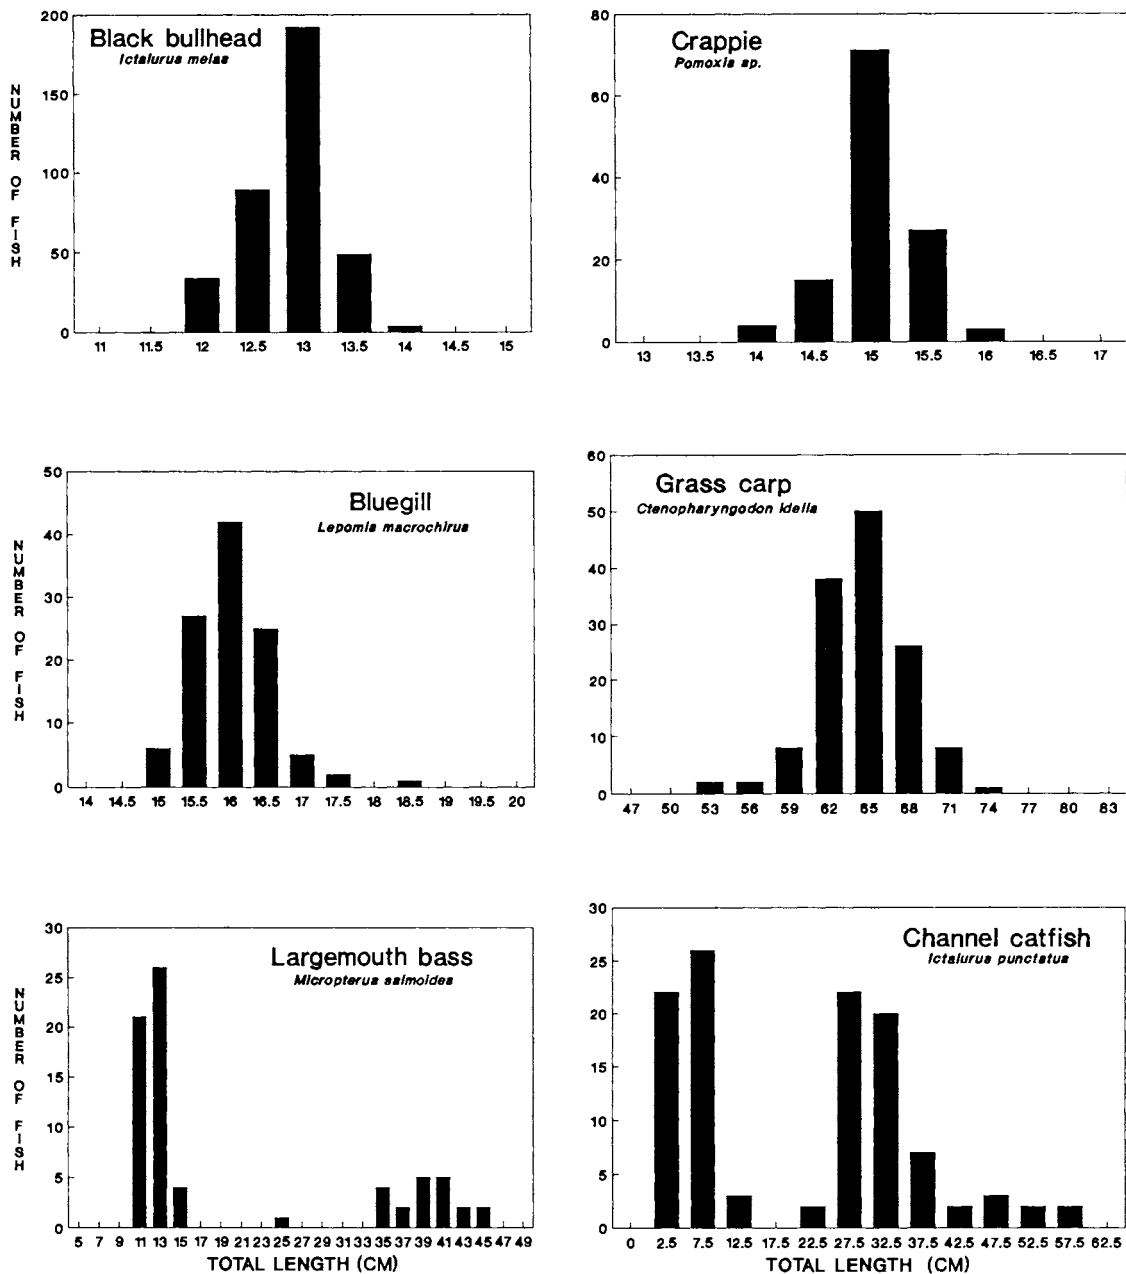 Black bullhead
Ictalurus melas
NUMBER OF FISH
200
150
100
50
0
11 11.5 12 12.5 13 13.5 14 14.5 15
Crappie
Pomoxis sp.
80
60
40
20
0
13 13.5 14 14.5 15 15.5 16 16.5 17
Bluegill
Lepomis macrochirus
NUMBER OF FISH
50
40
30
20
10
0
14 14.5 15 15.5 16 16.5 17 17.5 18 18.5 19 19.5 20
Grass carp
Ctenopharyngodon idella
60
50
40
30
20
10
0
47 50 53 56 59 62 65 68 71 74 77 80 83
Largemouth bass
Micropterus salmoides
NUMBER OF FISH
30
25
20
15
10
5
0
5 7 9 11 13 15 17 19 21 23 25 27 29 31 33 35 37 39 41 43 45 47 49
TOTAL LENGTH (CM)
Channel catfish
Ictalurus punctatus
30
25
20
15
10
5
0
0 2.5 7.5 12.5 17.5 22.5 27.5 32.5 37.5 42.5 47.5 52.5 57.5 62.5
TOTAL LENGTH (CM)